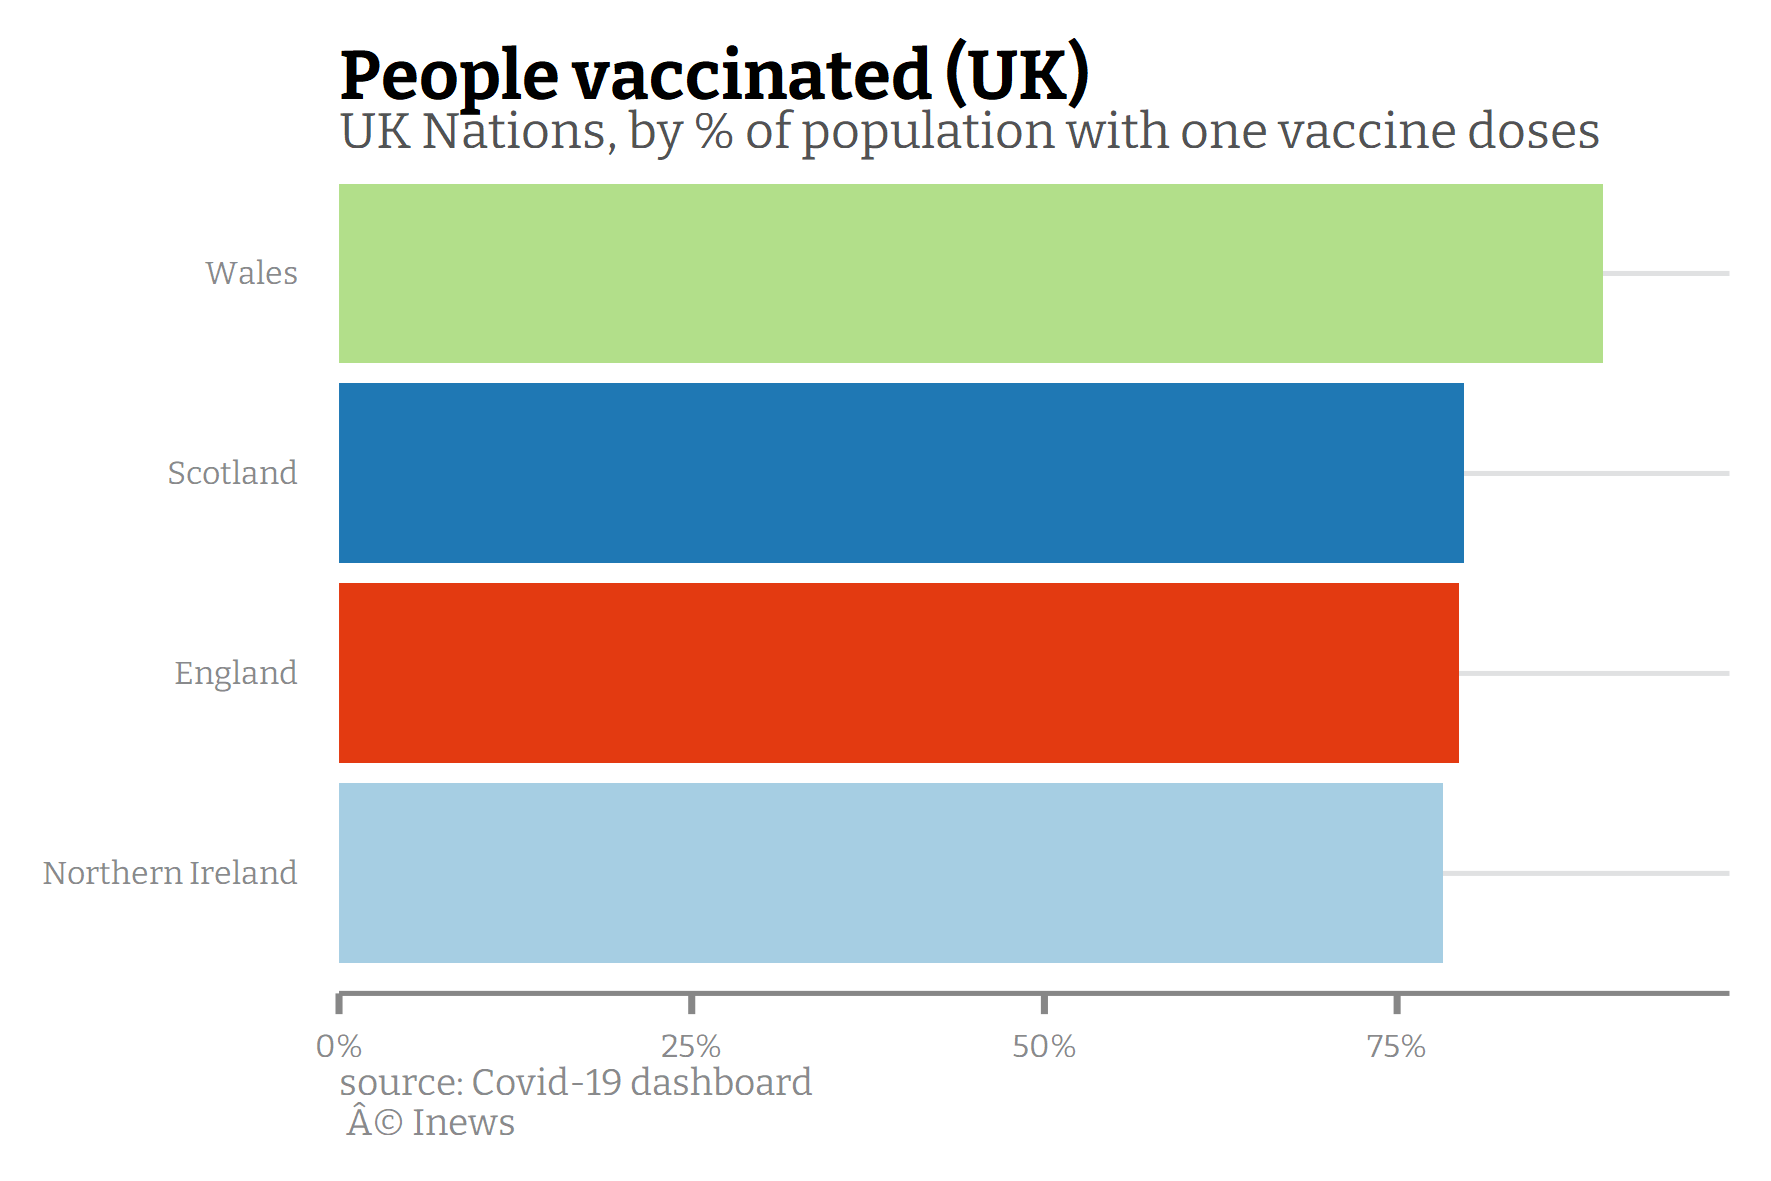 People vaccinated (UK)
UK Nations, by % of population with one vaccine doses
Wales
Scotland
England
Northern Ireland
0% 25% 50% 75%
source: Covid-19 dashboard
Â© Inews